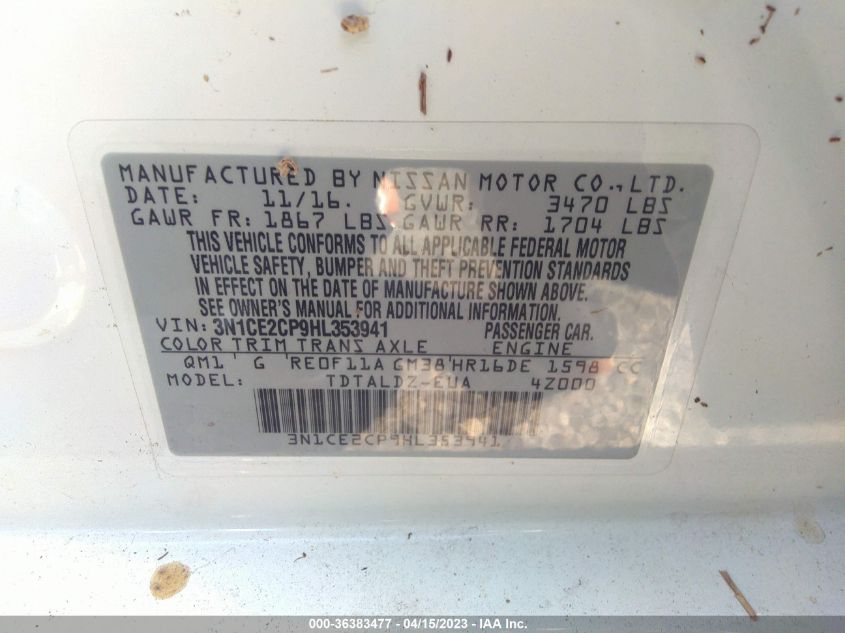 MANUFACTURED BY NISSAN MOTOR CO., LTD.
DATE: 11/16. GVWR: 3470 LBS
GAWR FR: 1867 LBS GAWR RR: 1704 LBS
THIS VEHICLE CONFORMS TO ALL APPLICABLE FEDERAL MOTOR
VEHICLE SAFETY, BUMPER AND THEFT PREVENTION STANDARDS
IN EFFECT ON THE DATE OF MANUFACTURE SHOWN ABOVE.
SEE OWNER'S MANUAL FOR ADDITIONAL INFORMATION.
VIN: 3N1CE2CP9HL353941 PASSENGER CAR.
COLOR TRIM TRANS AXLE ENGINE
QM1 ' G 'RE0F11A GM38'HR16DE 1598 CC
MODEL: TDTALDZ-EUA 4Z000
3N1CE2CP9HL353941
000-36383477 - 04/15/2023 - IAA Inc.